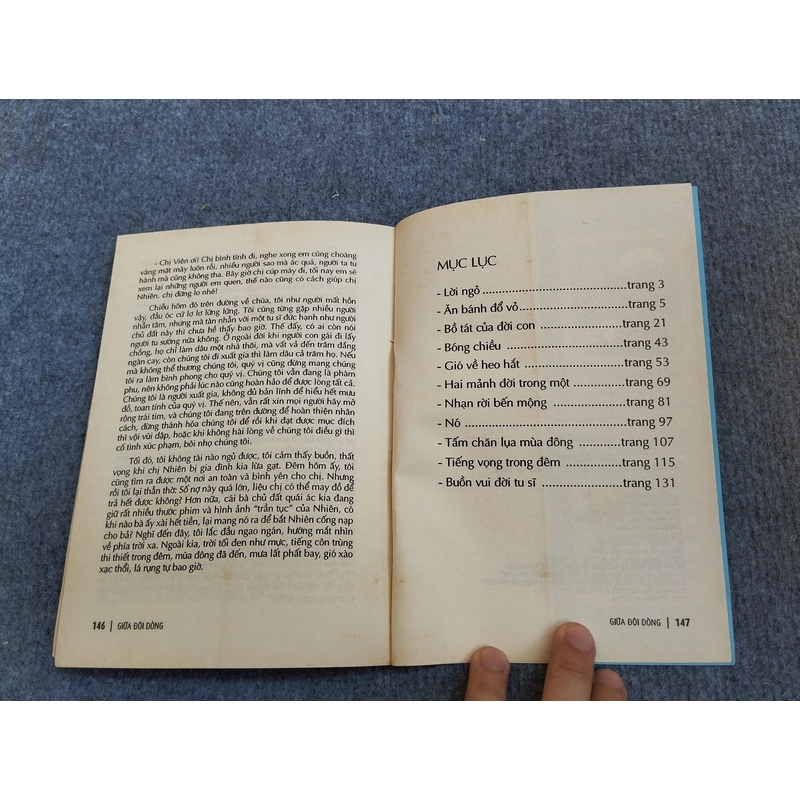 - Chị Viên ơi! Chị bình tĩnh đi, nghe xong em cũng choáng
váng mặt mày luôn rồi, nhiều người sao mà ác quá, người ta tu
hành mà cũng không tha. Bây giờ chị cúp máy đi, tối nay em sẽ
xem lại những người em quen, thế nào cũng có cách giúp chị
Nhiên, chị đừng lo nhé!
Chiều hôm đó trên đường về chùa, tôi như người mất hồn
vậy, đầu óc cứ lơ lơ lửng lửng. Tôi cũng từng gặp nhiều người
nhẫn tâm, nhưng mà tàn nhẫn với một tu sĩ đức hạnh như chị
chủ đất này thì chưa hề thấy bao giờ. Thế đấy, có ai còn nói
người tu sướng nữa không? Ở ngoài đời khi người con gái đi lấy
chồng, họ chỉ làm dâu một nhà thôi, mà vất vả đến trăm đắng
ngàn cay, còn chúng tôi đi xuất gia thì làm dâu cả trăm họ. Nếu
mà không thể thương chúng tôi, quý vị cũng đừng mang chúng
tôi ra làm bình phong cho quý vị. Chúng tôi vẫn đang là phàm
phu, nên không phải lúc nào cũng hoàn hảo để được lòng tất cả.
Chúng tôi là người xuất gia, không đủ bản lĩnh để hiểu hết mưu
đồ, toan tính của quý vị. Thế nên, vẫn rất xin mọi người hãy mở
rộng trái tim, và chúng tôi đang trên đường để hoàn thiện nhân
cách, đừng thánh hóa chúng tôi để rồi khi đạt được mục đích
thì vội vùi dập, hoặc khi không hài lòng về chúng tôi điều gì thì
cố tình xúc phạm, bôi nhọ chúng tôi.
Tối đó, tôi không tài nào ngủ được, tôi cảm thấy buồn, thất
vọng khi chị Nhiên bị gia đình kia lừa gạt. Đêm hôm ấy, tôi
cũng tìm ra được một nơi an toàn và bình yên cho chị. Nhưng
rồi tôi lại thẫn thờ: Số nợ này quá lớn, liệu chị có thể may đồ để
trả hết được không? Hơn nữa, cái bà chủ đất quái ác kia đang
giữ rất nhiều thước phim và hình ảnh “trần tục” của Nhiên, có
khi nào bà ấy xài hết tiền, lại mang nó ra để bắt Nhiên cống nạp
cho bả? Nghĩ đến đây, tôi lắc đầu ngao ngán, hướng mắt nhìn
về phía trời xa. Ngoài kia, trời tối đen như mực, tiếng côn trùng
thi thiết trong đêm, mùa đông đã đến, mưa lất phất bay, gió xào
xạc thổi, lá rụng tự bao giờ.
146 | GIỮA ĐÔI DÒNG
MỤC LỤC
- Lời ngỏ ..............................trang 3
- Ăn bánh đổ vỏ......................trang 5
- Bồ tát của đời con ..................trang 21
- Bóng chiều ........................trang 43
- Gió về heo hắt .....................trang 53
- Hai mảnh đời trong một ...............trang 69
- Nhạn rời bến mộng ..................trang 81
- Nó ..............................trang 97
- Tấm chăn lụa mùa đông ..............trang 107
- Tiếng vọng trong đêm ...............trang 115
- Buồn vui đời tu sĩ ..................trang 131
GIỮA ĐÔI DÒNG | 147